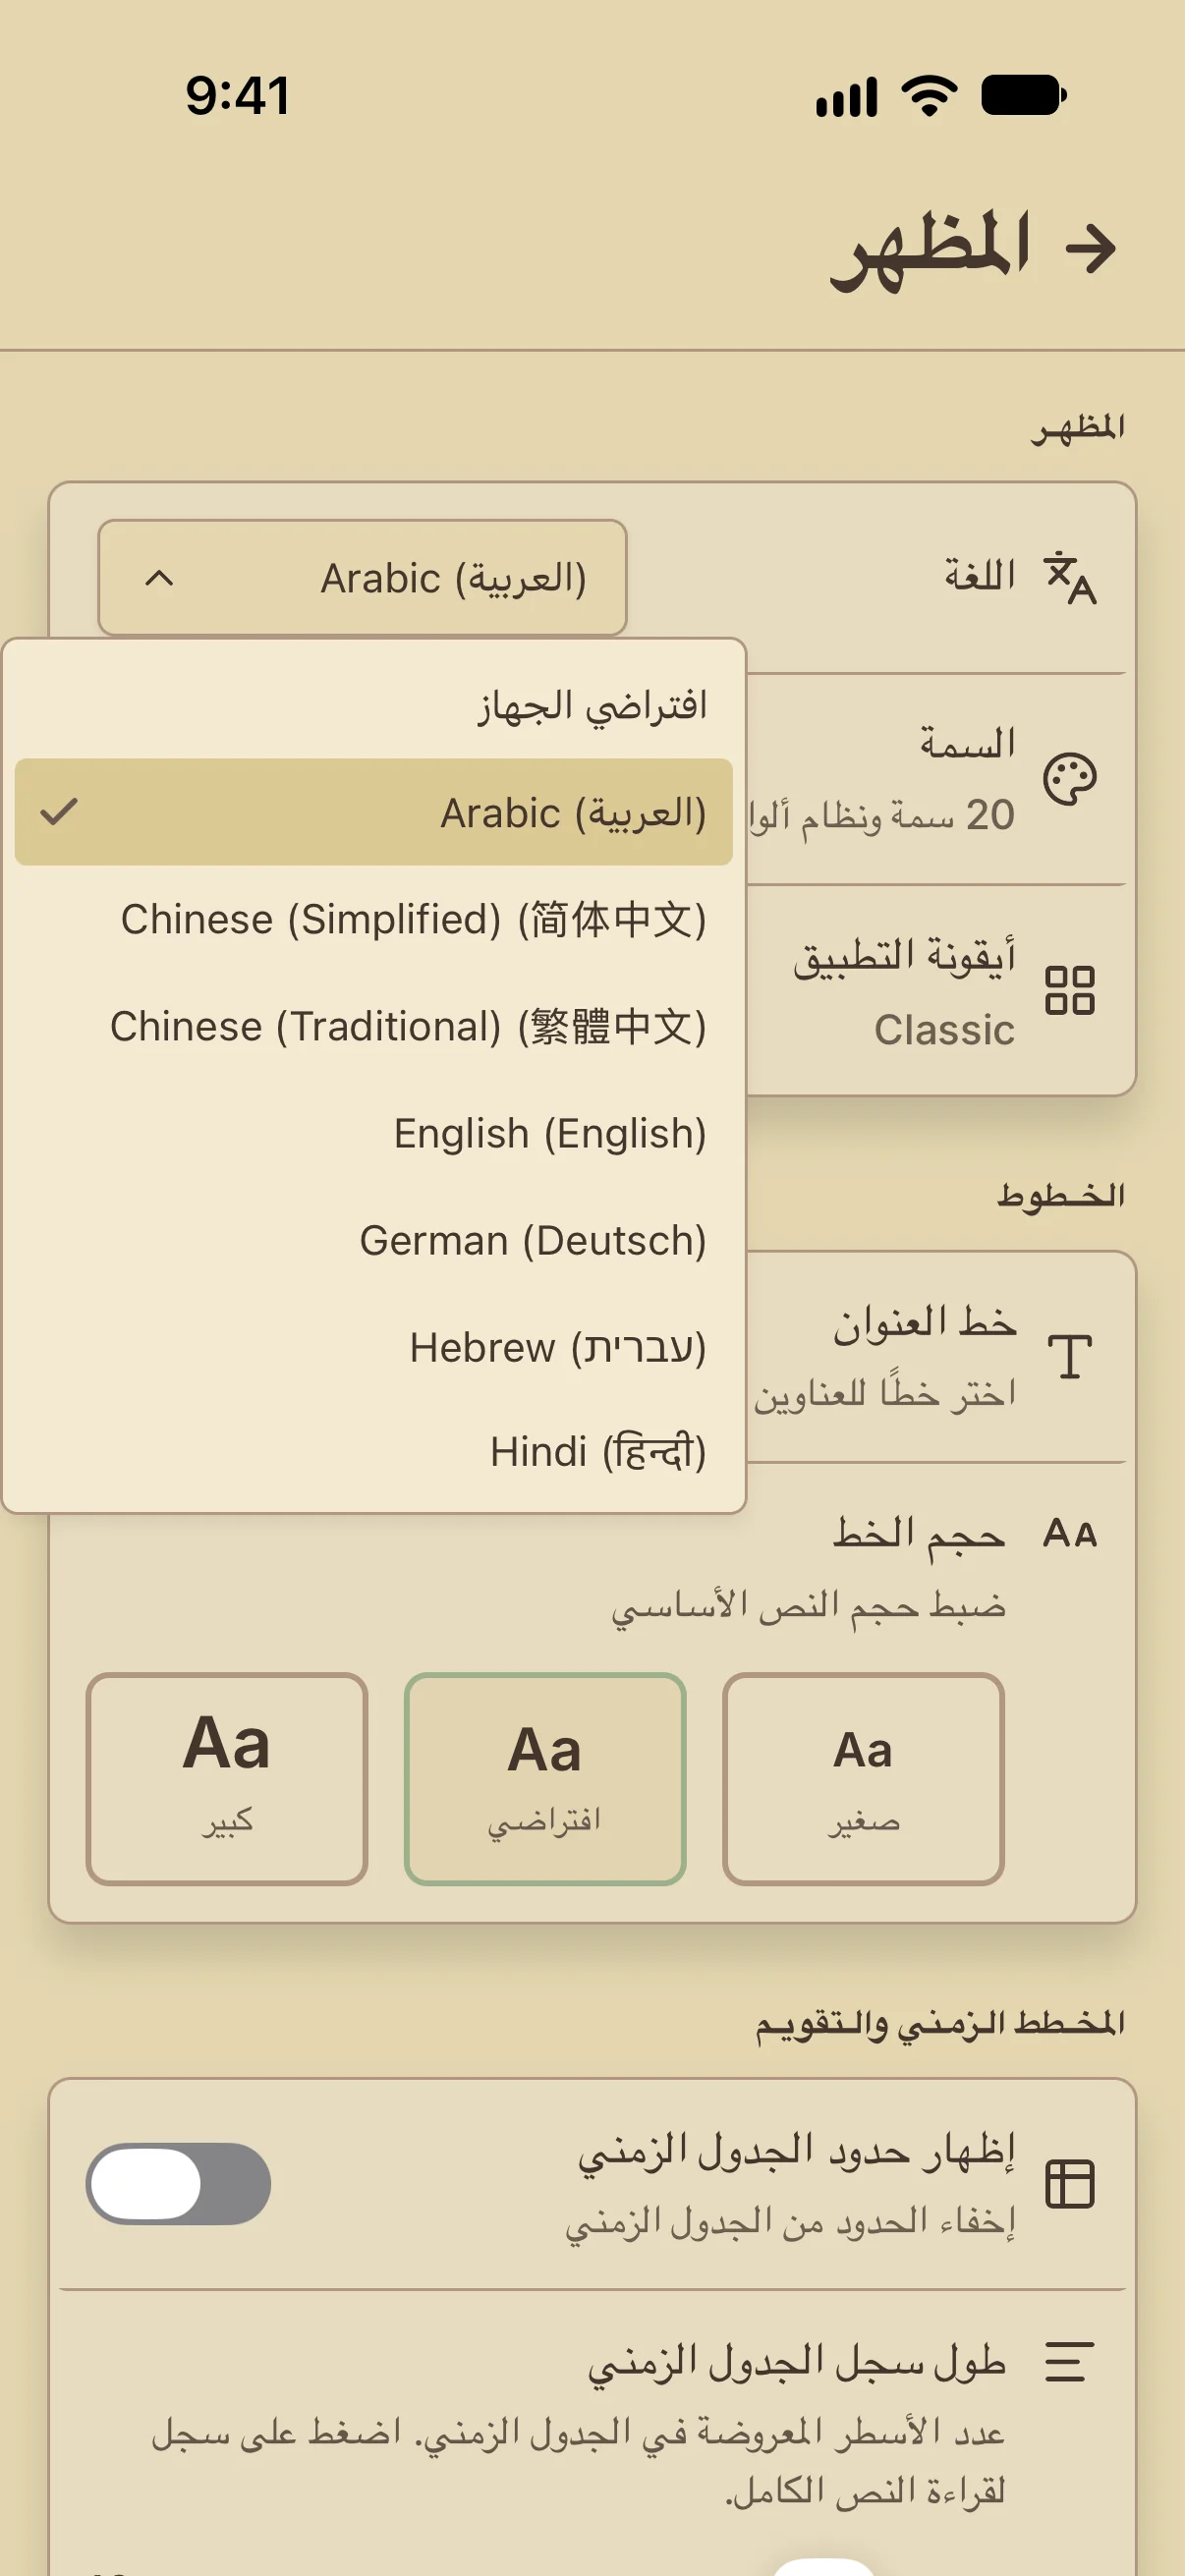 9:41
المظهر
المظهر
اللغة
Arabic (العربية)
افتراضي الجهاز
Arabic (العربية)
Chinese (Simplified) (简体中文)
Chinese (Traditional) (繁體中文)
English (English)
German (Deutsch)
Hebrew (עברית)
Hindi (हिन्दी)
السمة
20 سمة ونظام
أيقونة التطبيق
Classic
الخطوط
خط العنوان
اختر خطًا للعناوين
حجم الخط
ضبط حجم النص الأساسي
Aa
صغير
Aa
افتراضي
Aa
كبير
المخطط الزمني والتقويم
إظهار حدود الجدول الزمني
إخفاء الحدود من الجدول الزمني
طول سجل الجدول الزمني
عدد الأسطر المعروضة في الجدول الزمني. اضغط على سجل
لقراءة النص الكامل.